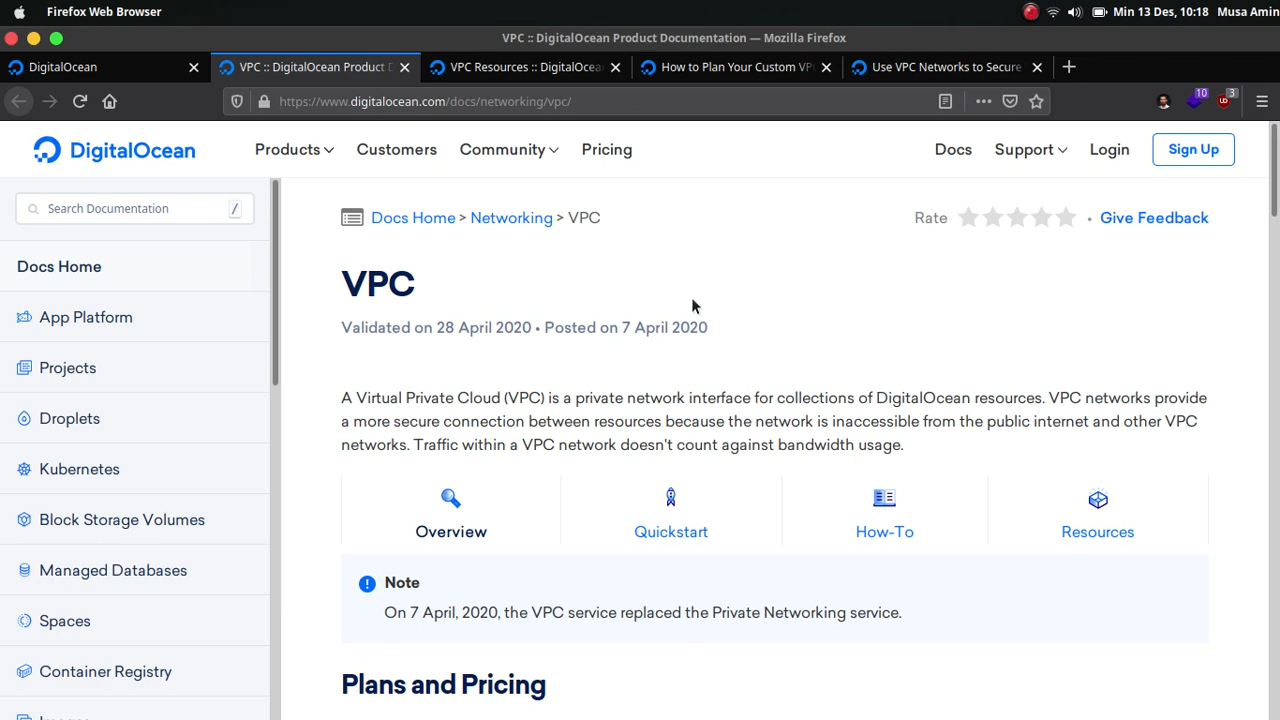 Firefox Web Browser
Min 13 Des, 10:18 Musa Amin
VPC :: DigitalOcean Product Documentation — Mozilla Firefox
DigitalOcean
VPC :: DigitalOcean Product D
VPC Resources :: DigitalOcea
How to Plan Your Custom VP
Use VPC Networks to Secure
https://www.digitalocean.com/docs/networking/vpc/
10
3
DigitalOcean
Products
Customers
Community
Pricing
Docs
Support
Login
Sign Up
Search Documentation /
Docs Home
App Platform
Projects
Droplets
Kubernetes
Block Storage Volumes
Managed Databases
Spaces
Container Registry
Docs Home > Networking > VPC
Rate
• Give Feedback
VPC
Validated on 28 April 2020 • Posted on 7 April 2020
A Virtual Private Cloud (VPC) is a private network interface for collections of DigitalOcean resources. VPC networks provide
a more secure connection between resources because the network is inaccessible from the public internet and other VPC
networks. Traffic within a VPC network doesn't count against bandwidth usage.
Overview
Quickstart
How-To
Resources
Note
On 7 April, 2020, the VPC service replaced the Private Networking service.
Plans and Pricing